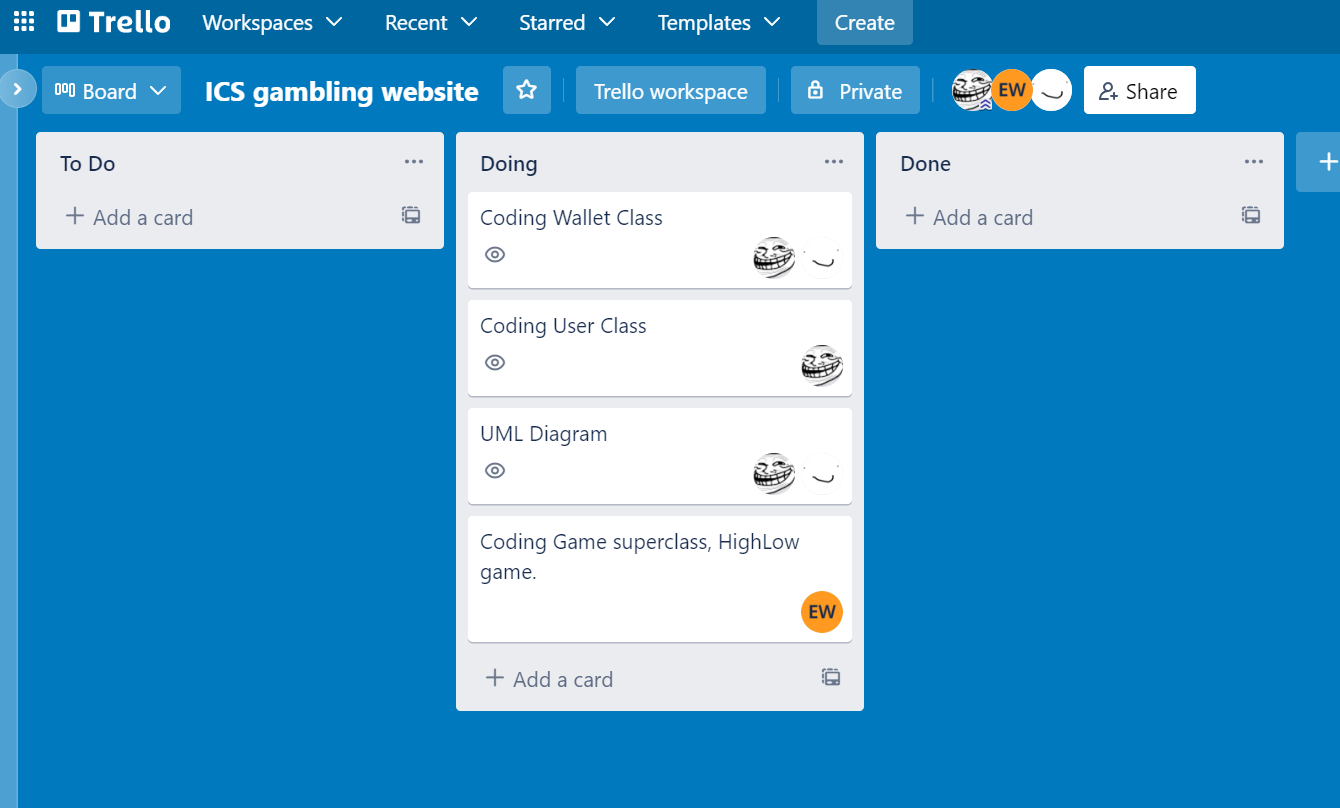 Trello Workspaces Recent Starred Templates Create
Board ICS gambling website Trello workspace Private EW Share
To Do
Add a card
Doing
Coding Wallet Class
Coding User Class
UML Diagram
Coding Game superclass, HighLow
game.
EW
Add a card
Done
Add a card